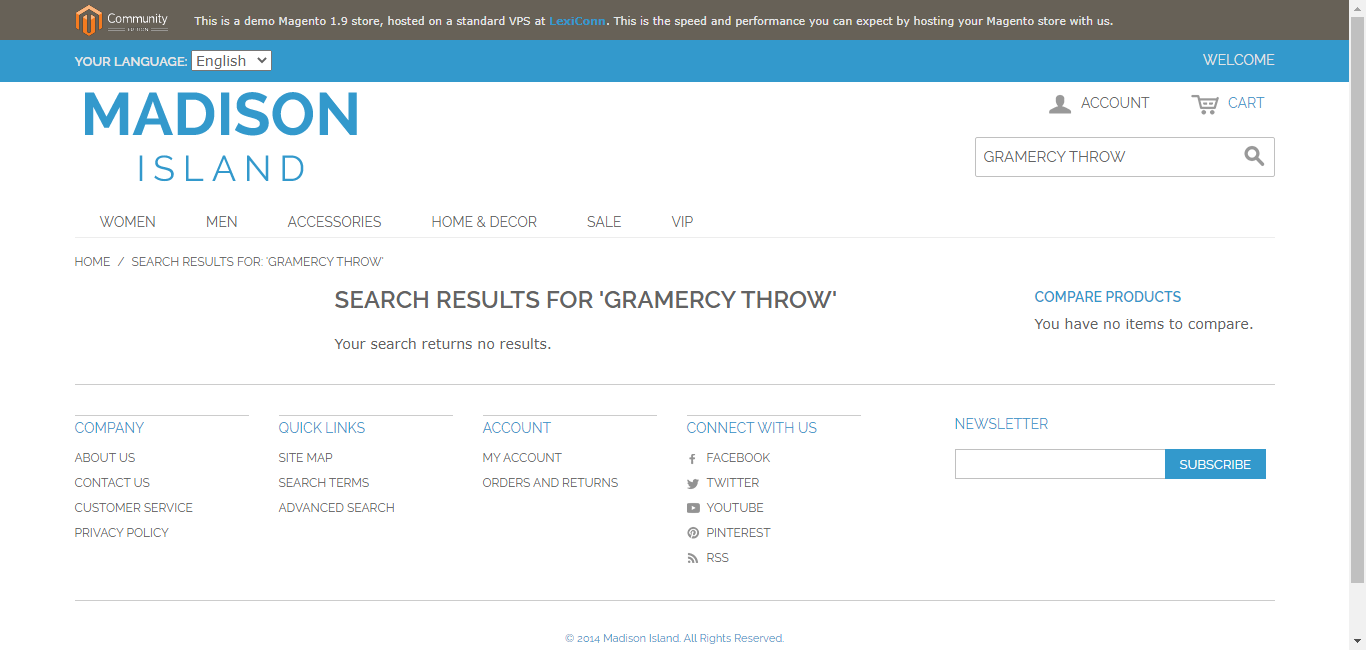 Community
This is a demo Magento 1.9 store, hosted on a standard VPS at LexiConn. This is the speed and performance you can expect by hosting your Magento store with us.
YOUR LANGUAGE: English
WELCOME
MADISON
ISLAND
ACCOUNT
CART
GRAMERCY THROW
WOMEN MEN ACCESSORIES HOME & DECOR SALE VIP
HOME / SEARCH RESULTS FOR: 'GRAMERCY THROW'
SEARCH RESULTS FOR 'GRAMERCY THROW'
Your search returns no results.
COMPARE PRODUCTS
You have no items to compare.
COMPANY
ABOUT US
CONTACT US
CUSTOMER SERVICE
PRIVACY POLICY
QUICK LINKS
SITE MAP
SEARCH TERMS
ADVANCED SEARCH
ACCOUNT
MY ACCOUNT
ORDERS AND RETURNS
CONNECT WITH US
FACEBOOK
TWITTER
YOUTUBE
PINTEREST
RSS
NEWSLETTER
SUBSCRIBE
© 2014 Madison Island. All Rights Reserved.